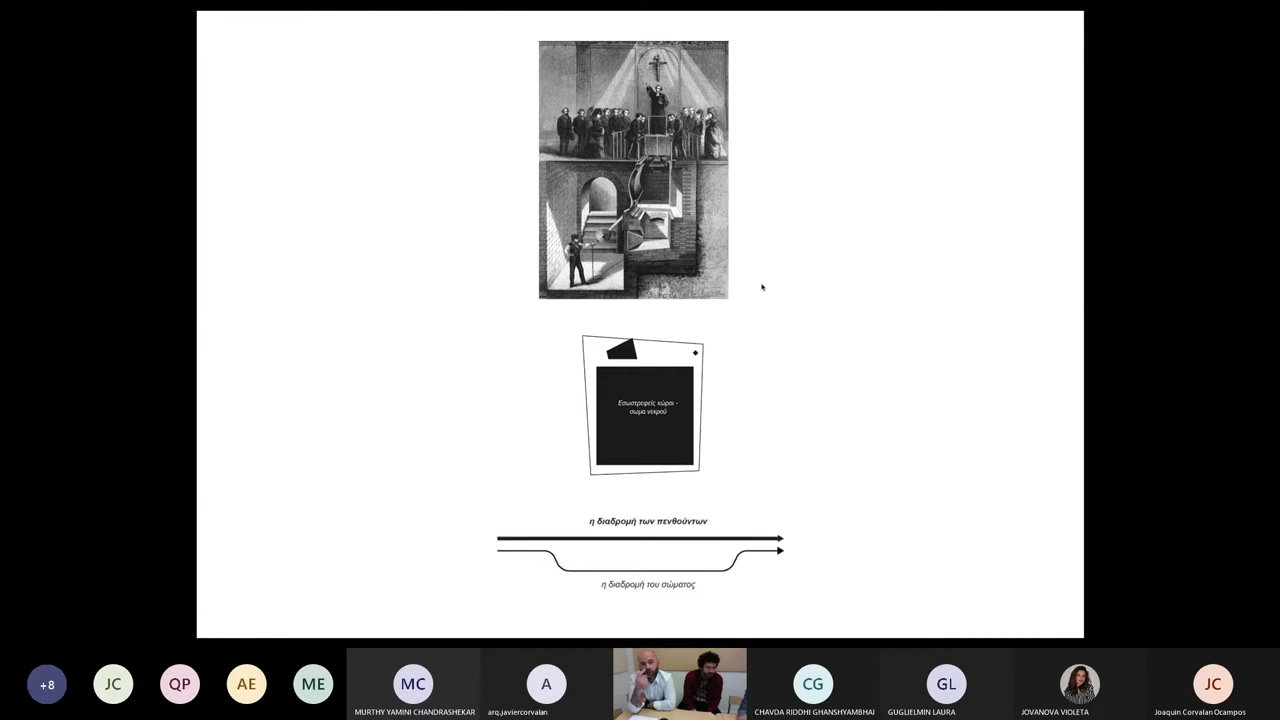 Εσωστρεφείς χώροι -
σωμα νεκρού
η διαδρομή των πενθούντων
η διαδρομή του σώματος
+8
JC
QP
AE
ME
MC
A
CG
GL
JC
MURTHY YAMINI CHANDRASHEKAR
arq.javiercorvalan
CHAVDA RIDDHI GHANSHYAMBHAI
GUGLIELMIN LAURA
JOVANOVA VIOLETA
Joaquin Corvalan Ocampos